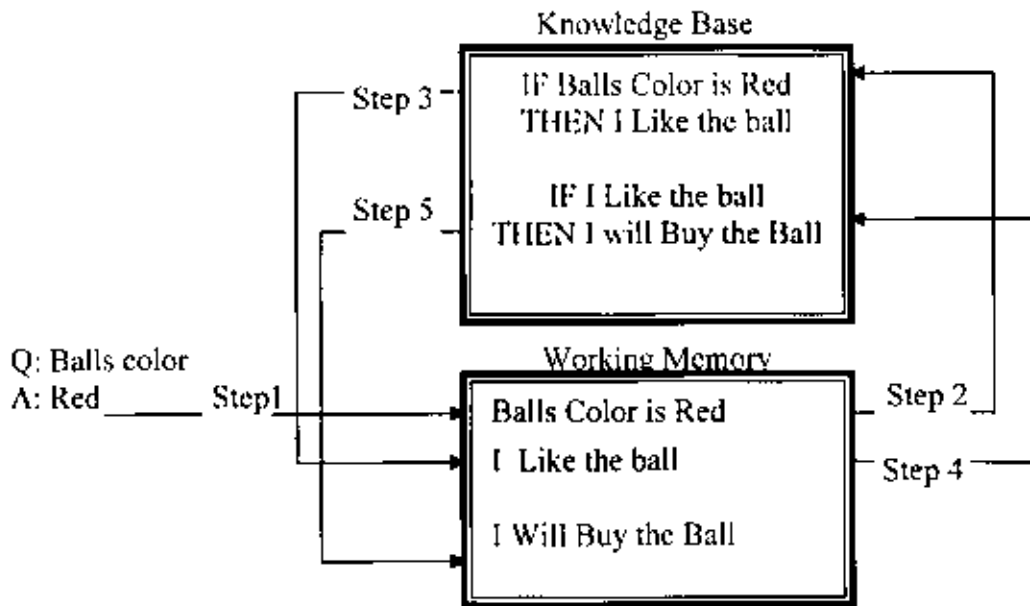 Knowledge Base
IF Balls Color is Red
THEN I Like the ball
IF I Like the ball
THEN I will Buy the Ball
Step 3
Step 5
Q: Balls color
A: Red
Step1
Working Memory
Balls Color is Red
I Like the ball
I Will Buy the Ball
Step 2
Step 4